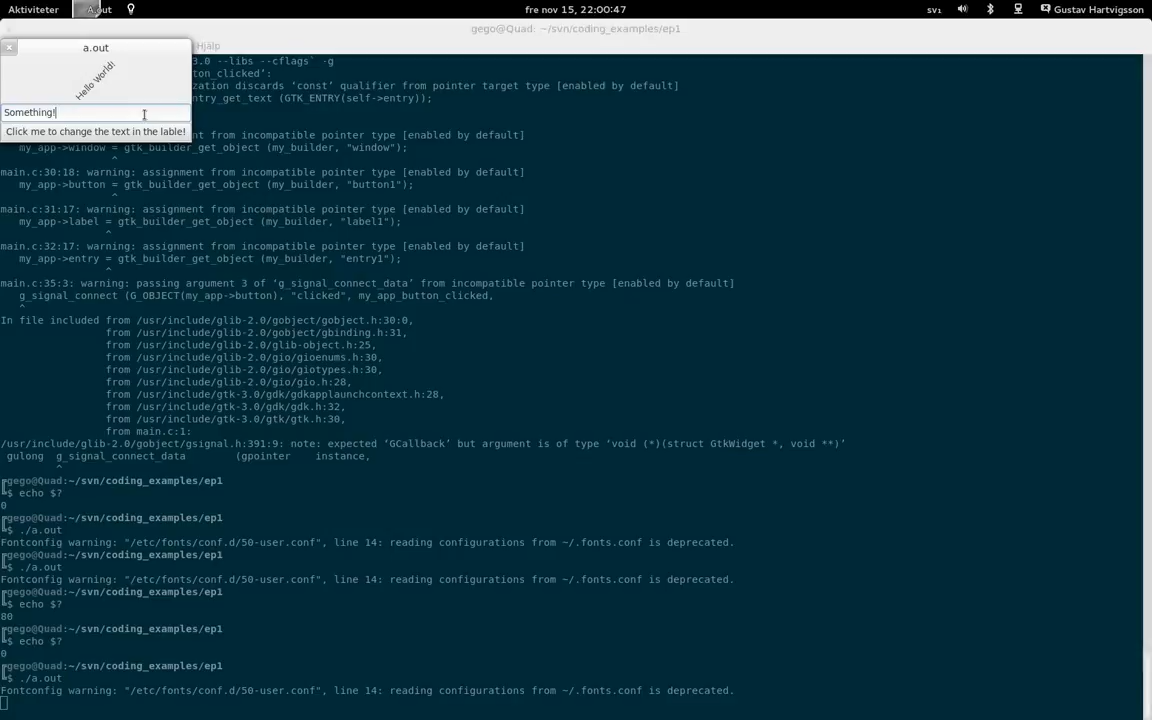 Aktiviteter
A.out
fre nov 15, 22:00:47
sv₁
Gustav Hartvigsson
gego@Quad: ~/svn/coding_examples/ep1
Hjälp
a.out
Hello World!
Something!
Click me to change the text in the lable!
3.0 --libs --cflags` -g
ton_clicked’:
zation discards ‘const’ qualifier from pointer target type [enabled by default]
ntry_get_text (GTK_ENTRY(self->entry));
nt from incompatible pointer type [enabled by default]
my_app->window = gtk_builder_get_object (my_builder, "window");
^
main.c:30:18: warning: assignment from incompatible pointer type [enabled by default]
my_app->button = gtk_builder_get_object (my_builder, "button1");
^
main.c:31:17: warning: assignment from incompatible pointer type [enabled by default]
my_app->label = gtk_builder_get_object (my_builder, "label1");
^
main.c:32:17: warning: assignment from incompatible pointer type [enabled by default]
my_app->entry = gtk_builder_get_object (my_builder, "entry1");
^
main.c:35:3: warning: passing argument 3 of ‘g_signal_connect_data’ from incompatible pointer type [enabled by default]
g_signal_connect (G_OBJECT(my_app->button), "clicked", my_app_button_clicked,
^
In file included from /usr/include/glib-2.0/gobject/gobject.h:30:0,
from /usr/include/glib-2.0/gobject/gbinding.h:31,
from /usr/include/glib-2.0/glib-object.h:25,
from /usr/include/glib-2.0/gio/gioenums.h:30,
from /usr/include/glib-2.0/gio/giotypes.h:30,
from /usr/include/glib-2.0/gio/gio.h:28,
from /usr/include/gtk-3.0/gdk/gdkapplaunchcontext.h:28,
from /usr/include/gtk-3.0/gdk/gdk.h:32,
from /usr/include/gtk-3.0/gtk/gtk.h:30,
from main.c:1:
/usr/include/glib-2.0/gobject/gsignal.h:391:9: note: expected ‘GCallback’ but argument is of type ‘void (*)(struct GtkWidget *, void **)’
gulong  g_signal_connect_data        (gpointer    instance,
^
╔gego@Quad:~/svn/coding_examples/ep1
╚$ echo $?
0
╔gego@Quad:~/svn/coding_examples/ep1
╚$ ./a.out
Fontconfig warning: "/etc/fonts/conf.d/50-user.conf", line 14: reading configurations from ~/.fonts.conf is deprecated.
╔gego@Quad:~/svn/coding_examples/ep1
╚$ ./a.out
Fontconfig warning: "/etc/fonts/conf.d/50-user.conf", line 14: reading configurations from ~/.fonts.conf is deprecated.
╔gego@Quad:~/svn/coding_examples/ep1
╚$ echo $?
80
╔gego@Quad:~/svn/coding_examples/ep1
╚$ echo $?
0
╔gego@Quad:~/svn/coding_examples/ep1
╚$ ./a.out
Fontconfig warning: "/etc/fonts/conf.d/50-user.conf", line 14: reading configurations from ~/.fonts.conf is deprecated.